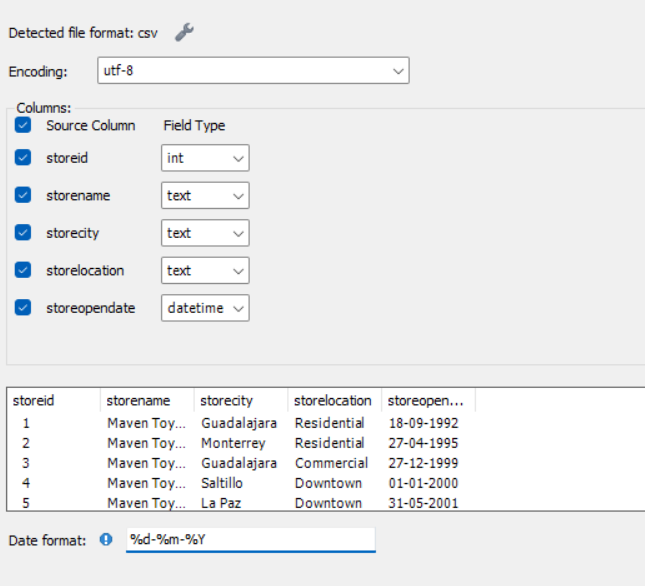 Detected file format: csv
Encoding: utf-8
Columns:
Source Column Field Type
storeid int
storename text
storecity text
storelocation text
storeopendate datetime
storeid storename storecity storelocation storeopen...
1 Maven Toy... Guadalajara Residential 18-09-1992
2 Maven Toy... Monterrey Residential 27-04-1995
3 Maven Toy... Guadalajara Commercial 27-12-1999
4 Maven Toy... Saltillo Downtown 01-01-2000
5 Maven Toy... La Paz Downtown 31-05-2001
Date format: %d-%m-%Y